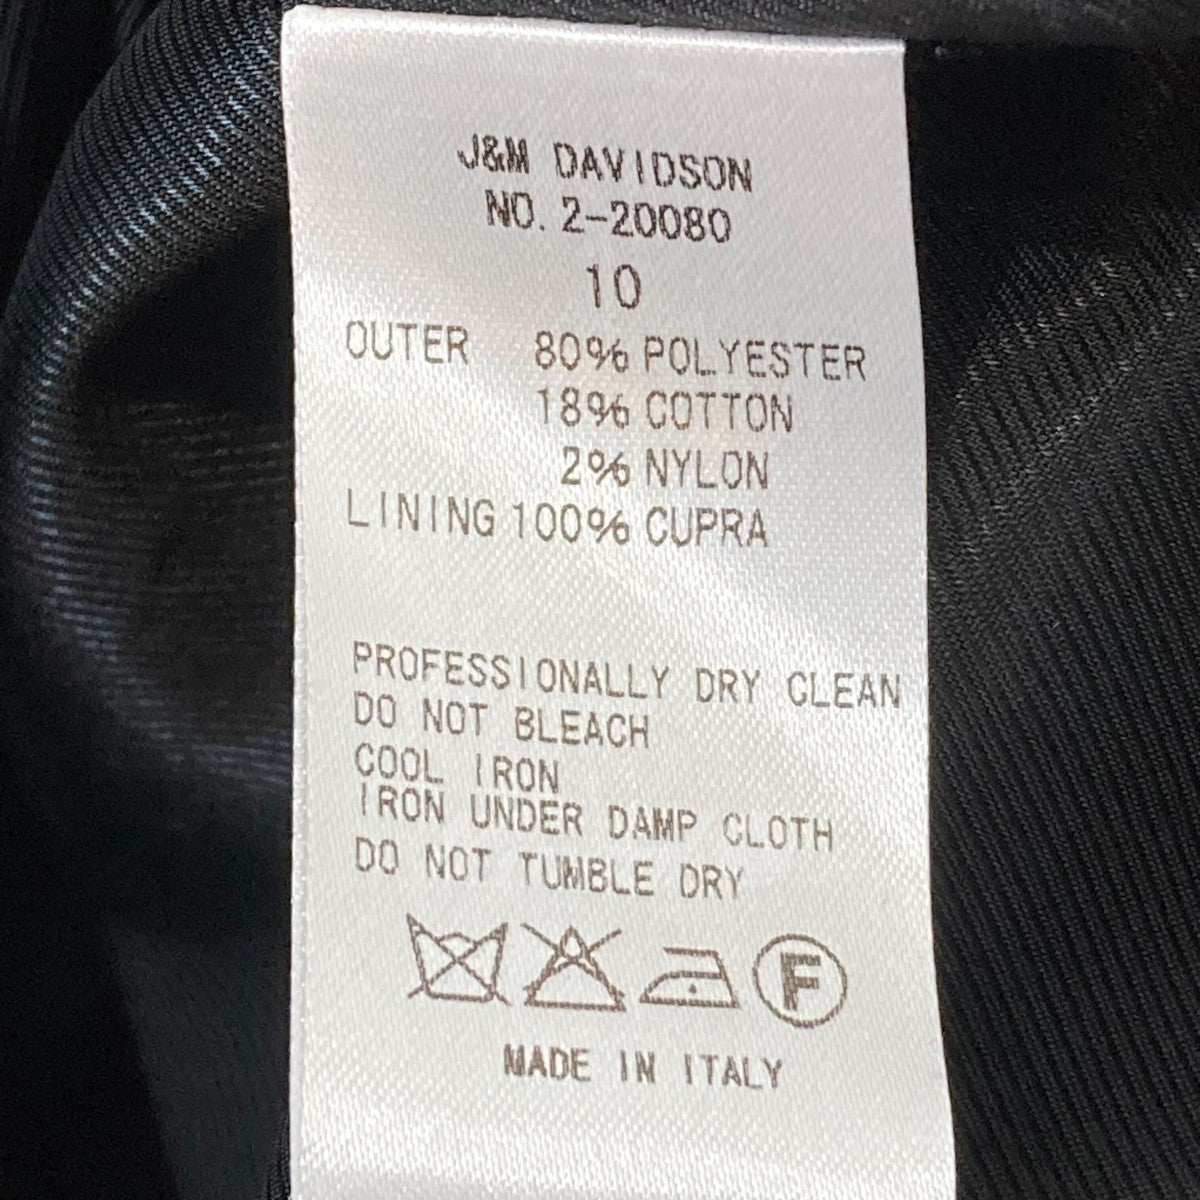 J&M DAVIDSON
NO. 2-20080
10
OUTER 80% POLYESTER
18% COTTON
2% NYLON
LINING 100% CUPRA
PROFESSIONALLY DRY CLEAN
DO NOT BLEACH
COOL IRON
IRON UNDER DAMP CLOTH
DO NOT TUMBLE DRY
F
MADE IN ITALY